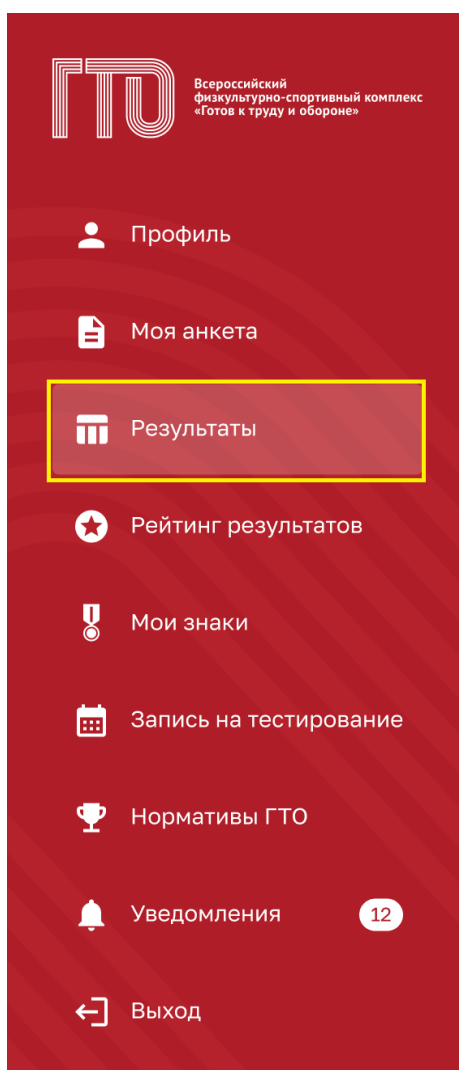 ГТО
Всероссийский
физкультурно-спортивный комплекс
«Готов к труду и обороне»
Профиль
Моя анкета
Результаты
Рейтинг результатов
Мои знаки
Запись на тестирование
Нормативы ГТО
Уведомления 12
Выход